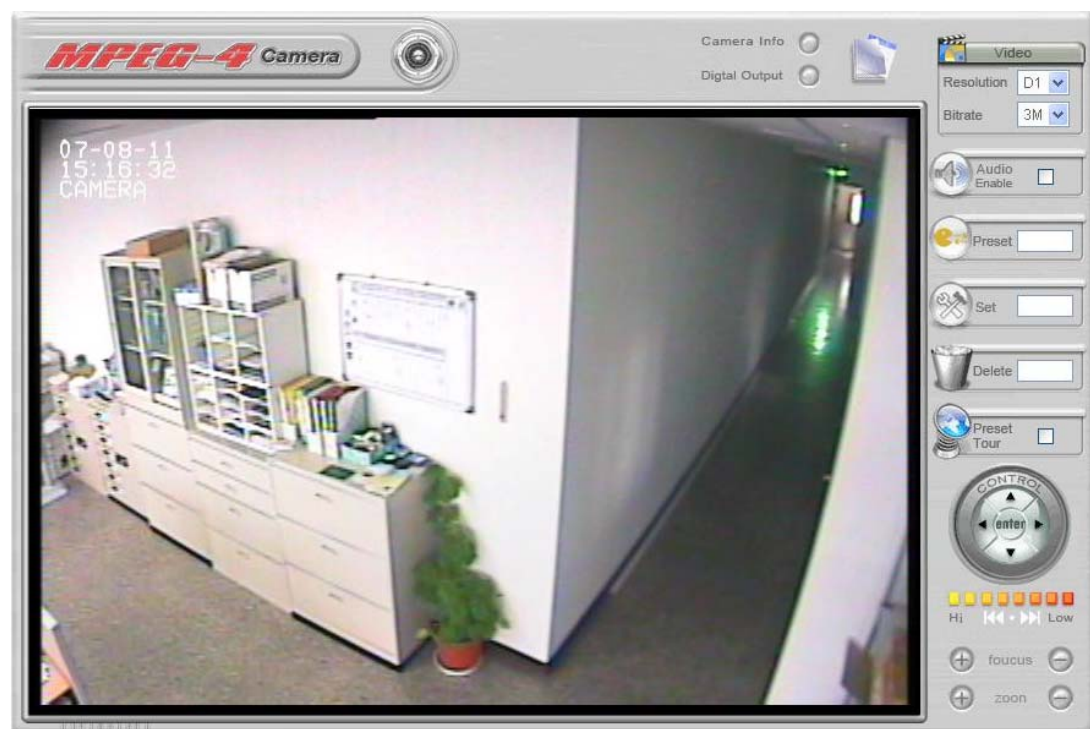 MPEG-4 Camera
Camera Info
Digtal Output
07-08-11
15:16:32
CAMERA
Video
Resolution D1
Bitrate 3M
Audio
Enable
Preset
Set
Delete
Preset
Tour
CONTROL
enter
Hi Low
foucus
zoon